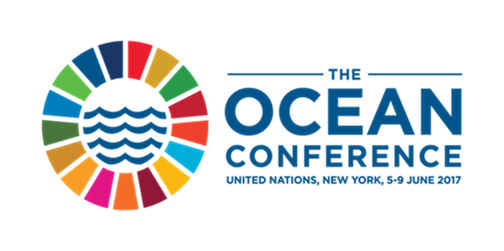 THE
OCEAN
CONFERENCE
UNITED NATIONS, NEW YORK, 5-9 JUNE 2017